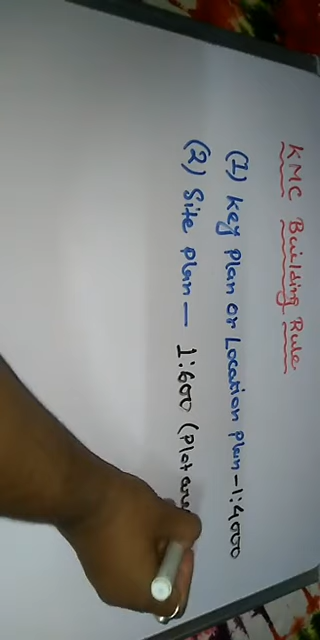 KMC Building Rule
(1) Key Plan or Location Plan - 1:4000
(2) Site Plan — 1:600 (Plot